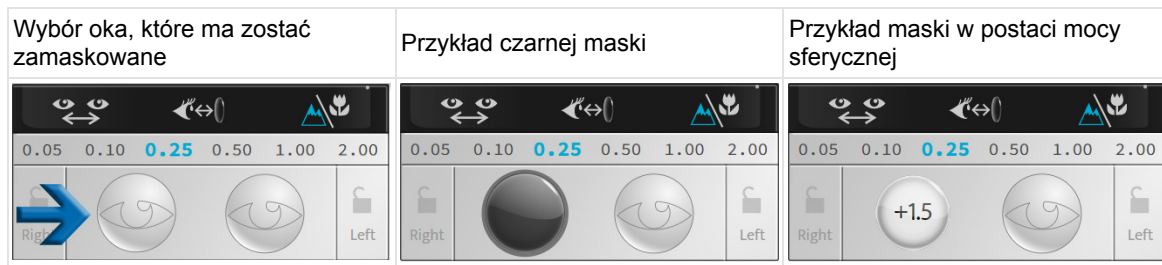 Wybór oka, które ma zostać
zamaskowane
Przykład czarnej maski
Przykład maski w postaci mocy
sferycznej
0.05 0.10 0.25 0.50 1.00 2.00
Right
Left
0.05 0.10 0.25 0.50 1.00 2.00
Right
Left
0.05 0.10 0.25 0.50 1.00 2.00
Right
+1.5
Left